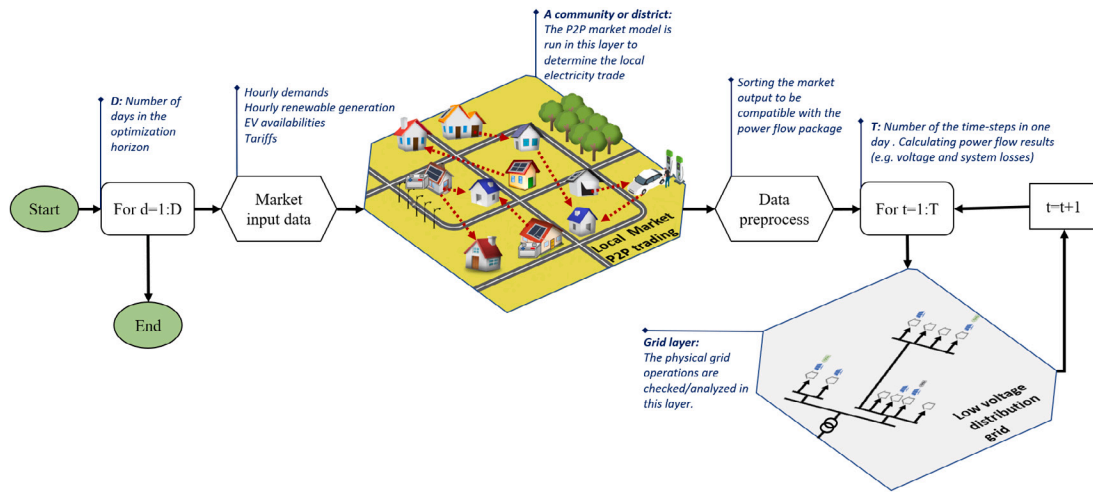 A community or district:
The P2P market model is
run in this layer to
determine the local
electricity trade
D: Number of
days in the
optimization
horizon
Hourly demands
Hourly renewable generation
EV availabilities
Tariffs
Sorting the market
output to be
compatible with the
power flow package
T: Number of the time-steps in one
day . Calculating power flow results
(e.g. voltage and system losses)
Start
For d=1:D
Market
input data
Local Market
P2P trading
Data
preprocess
For t=1:T
t=t+1
End
Grid layer:
The physical grid
operations are
checked/analyzed in
this layer.
Low voltage
distribution
grid